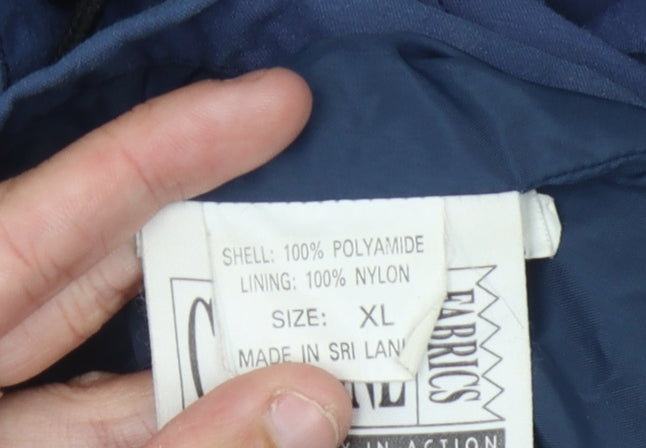 SHELL: 100% POLYAMIDE
LINING: 100% NYLON
SIZE: XL
MADE IN SRI LAN
FABRICS
IN ACTION